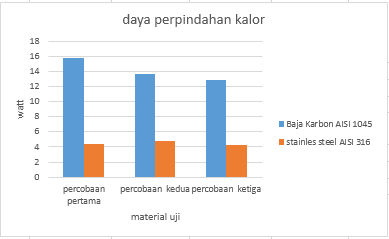 daya perpindahan kalor
18
16
14
12
10
8
6
4
2
0
watt
percobaan percobaan kedua percobaan ketiga
pertama
material uji
Baja Karbon AISI 1045
stainles steel AISI 316